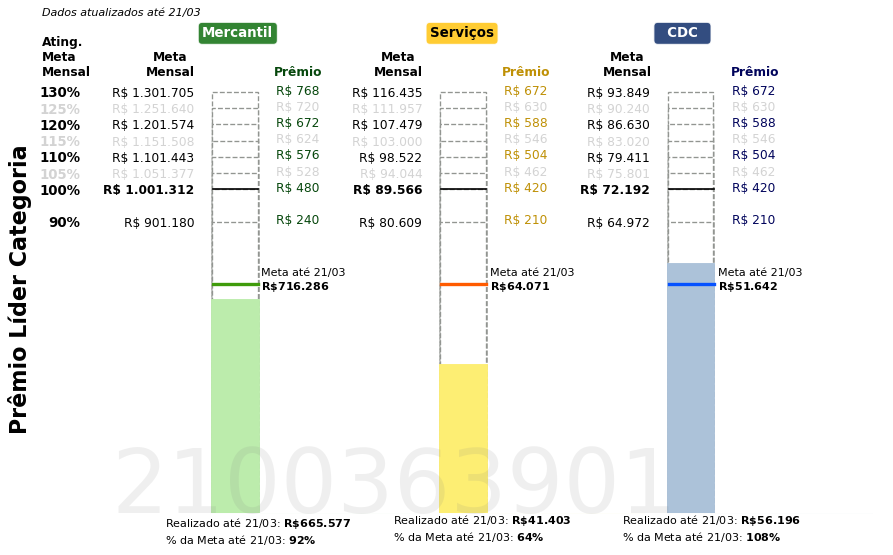 Dados atualizados até 21/03
Mercantil
Serviços
CDC
Ating. Meta Mensal
Meta Mensal
Prêmio
Meta Mensal
Prêmio
Meta Mensal
Prêmio
130% R$ 1.301.705 R$ 768 R$ 116.435 R$ 672 R$ 93.849 R$ 672
125% R$ 1.251.640 R$ 720 R$ 111.957 R$ 630 R$ 90.240 R$ 630
120% R$ 1.201.574 R$ 672 R$ 107.479 R$ 588 R$ 86.630 R$ 588
115% R$ 1.151.508 R$ 624 R$ 103.000 R$ 546 R$ 83.020 R$ 546
110% R$ 1.101.443 R$ 576 R$ 98.522 R$ 504 R$ 79.411 R$ 504
105% R$ 1.051.377 R$ 528 R$ 94.044 R$ 462 R$ 75.801 R$ 462
100% R$ 1.001.312 R$ 480 R$ 89.566 R$ 420 R$ 72.192 R$ 420
90% R$ 901.180 R$ 240 R$ 80.609 R$ 210 R$ 64.972 R$ 210
Meta até 21/03
R$716.286
Meta até 21/03
R$64.071
Meta até 21/03
R$51.642
Prêmio Líder Categoria
2100363901
Realizado até 21/03: R$665.577
% da Meta até 21/03: 92%
Realizado até 21/03: R$41.403
% da Meta até 21/03: 64%
Realizado até 21/03: R$56.196
% da Meta até 21/03: 108%